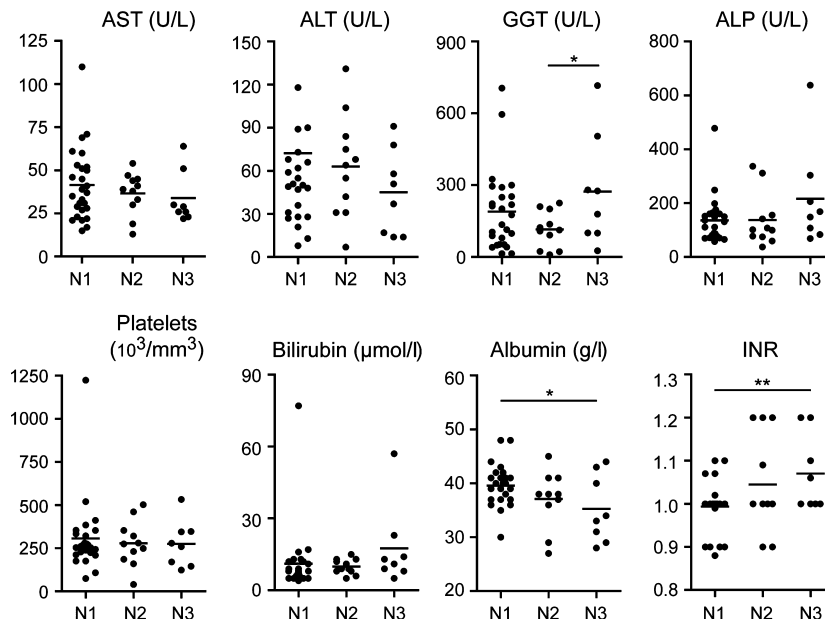 AST (U/L)
ALT (U/L)
GGT (U/L)
ALP (U/L)
125
100
75
50
25
0
N1 N2 N3
150
120
90
60
30
0
N1 N2 N3
900
600
300
0
*
N1 N2 N3
800
600
400
200
0
N1 N2 N3
Platelets
(10³/mm³)
Bilirubin (µmol/l)
Albumin (g/l)
INR
1250
1000
750
500
250
0
N1 N2 N3
90
60
30
0
N1 N2 N3
60
50
40
30
20
*
N1 N2 N3
1.3
1.2
1.1
1.0
0.9
0.8
**
N1 N2 N3